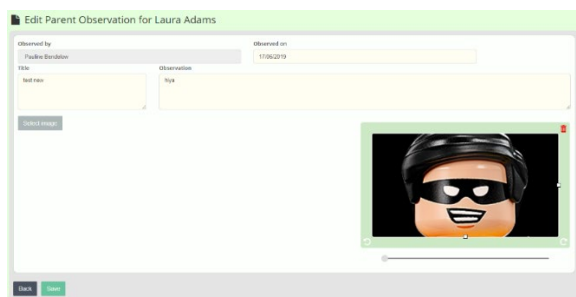 Edit Parent Observation for Laura Adams
Observed by
Observed on
Pauline Bendslow
17/06/2019
Title
Observation
test new
hiya
Select image
Back
Save